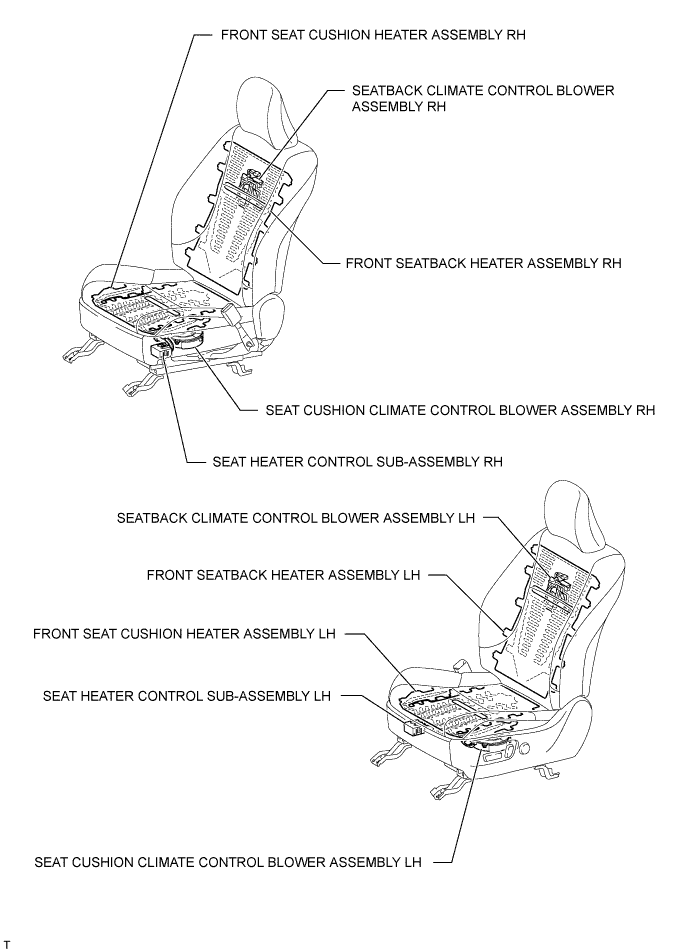 FRONT SEAT CUSHION HEATER ASSEMBLY RH
SEATBACK CLIMATE CONTROL BLOWER
ASSEMBLY RH
FRONT SEATBACK HEATER ASSEMBLY RH
SEAT CUSHION CLIMATE CONTROL BLOWER ASSEMBLY RH
SEAT HEATER CONTROL SUB-ASSEMBLY RH
SEATBACK CLIMATE CONTROL BLOWER ASSEMBLY LH
FRONT SEATBACK HEATER ASSEMBLY LH
FRONT SEAT CUSHION HEATER ASSEMBLY LH
SEAT HEATER CONTROL SUB-ASSEMBLY LH
SEAT CUSHION CLIMATE CONTROL BLOWER ASSEMBLY LH
T